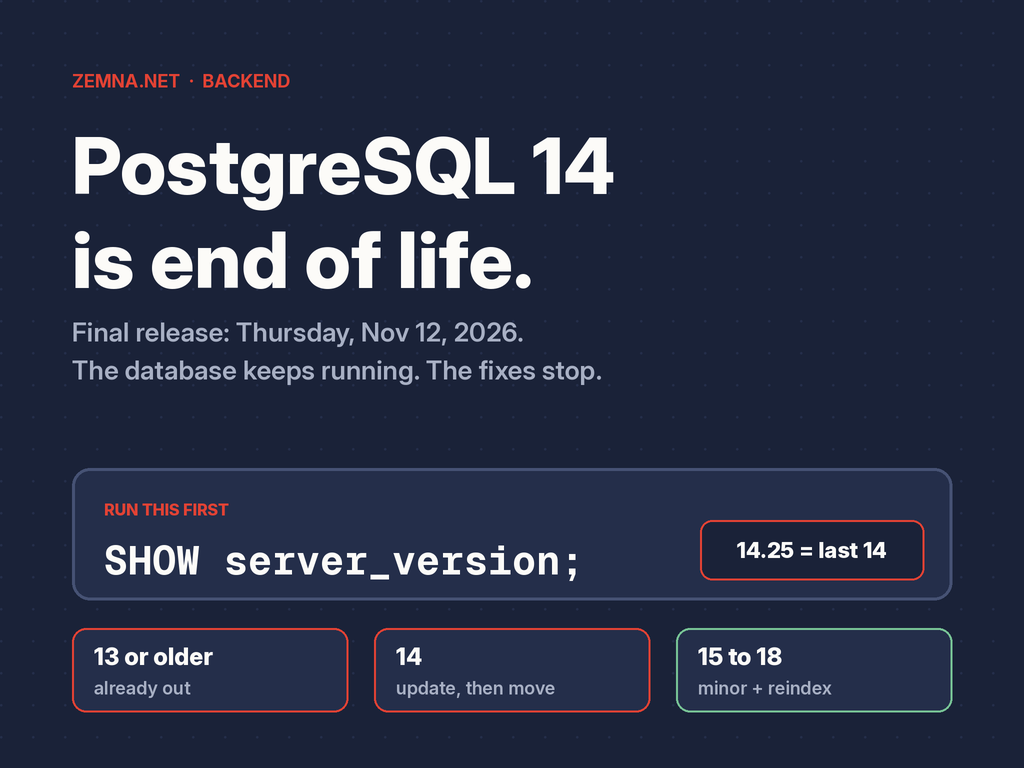 ZEMNA.NET · BACKEND
PostgreSQL 14
is end of life.
Final release: Thursday, Nov 12, 2026.
The database keeps running. The fixes stop.
RUN THIS FIRST
SHOW server_version;
14.25 = last 14
13 or older
already out
14
update, then move
15 to 18
minor + reindex